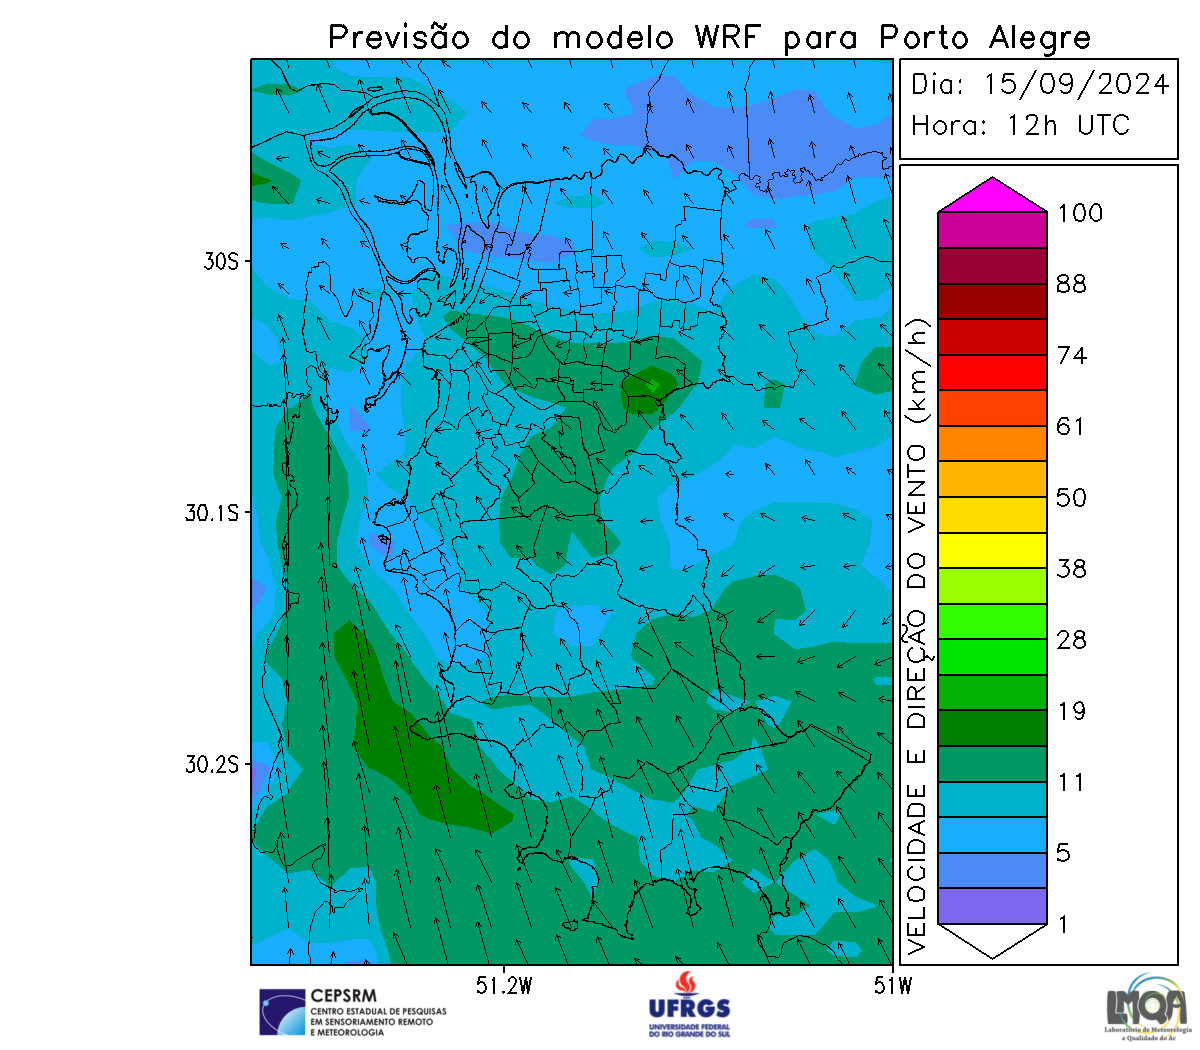 Previsão do modelo WRF para Porto Alegre
Dia: 15/09/2024
Hora: 12h UTC
30S
30.1S
30.2S
51.2W
51W
VELOCIDADE E DIREÇÃO DO VENTO (km/h)
100
88
74
61
50
38
28
19
11
5
1
CEPSRM
CENTRO ESTADUAL DE PESQUISAS
EM SENSORIAMENTO REMOTO
E METEOROLOGIA
UFRGS
UNIVERSIDADE FEDERAL
DO RIO GRANDE DO SUL
LMQA
Laboratório de Meteorologia
e Qualidade do Ar